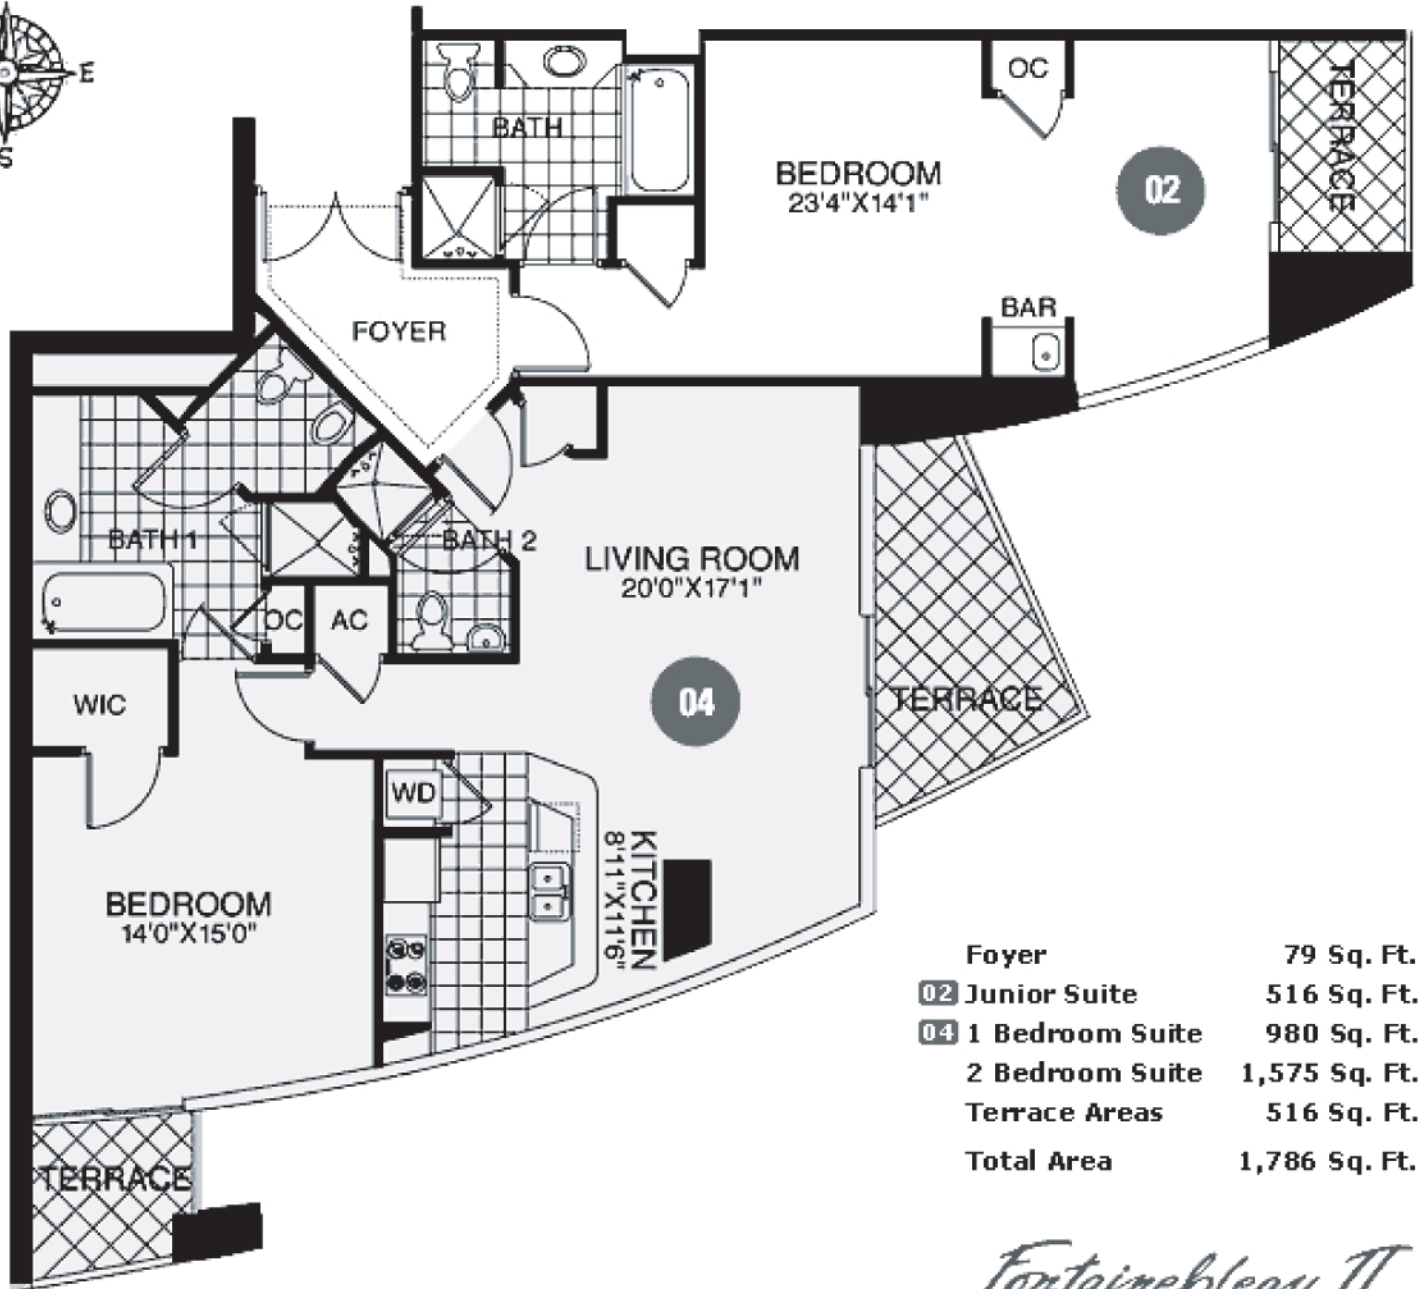 E
S
OC
TERRACE
BATH
BEDROOM
23'4"X14'1"
02
BAR
FOYER
BATH 1
BATH 2
LIVING ROOM
20'0"X17'1"
OC
AC
WIC
04
TERRACE
WD
KITCHEN
8'11"X11'6"
BEDROOM
14'0"X15'0"
Foyer 79 Sq. Ft.
02 Junior Suite 516 Sq. Ft.
04 1 Bedroom Suite 980 Sq. Ft.
2 Bedroom Suite 1,575 Sq. Ft.
Terrace Areas 516 Sq. Ft.
Total Area 1,786 Sq. Ft.
TERRACE
Fontainebleau II